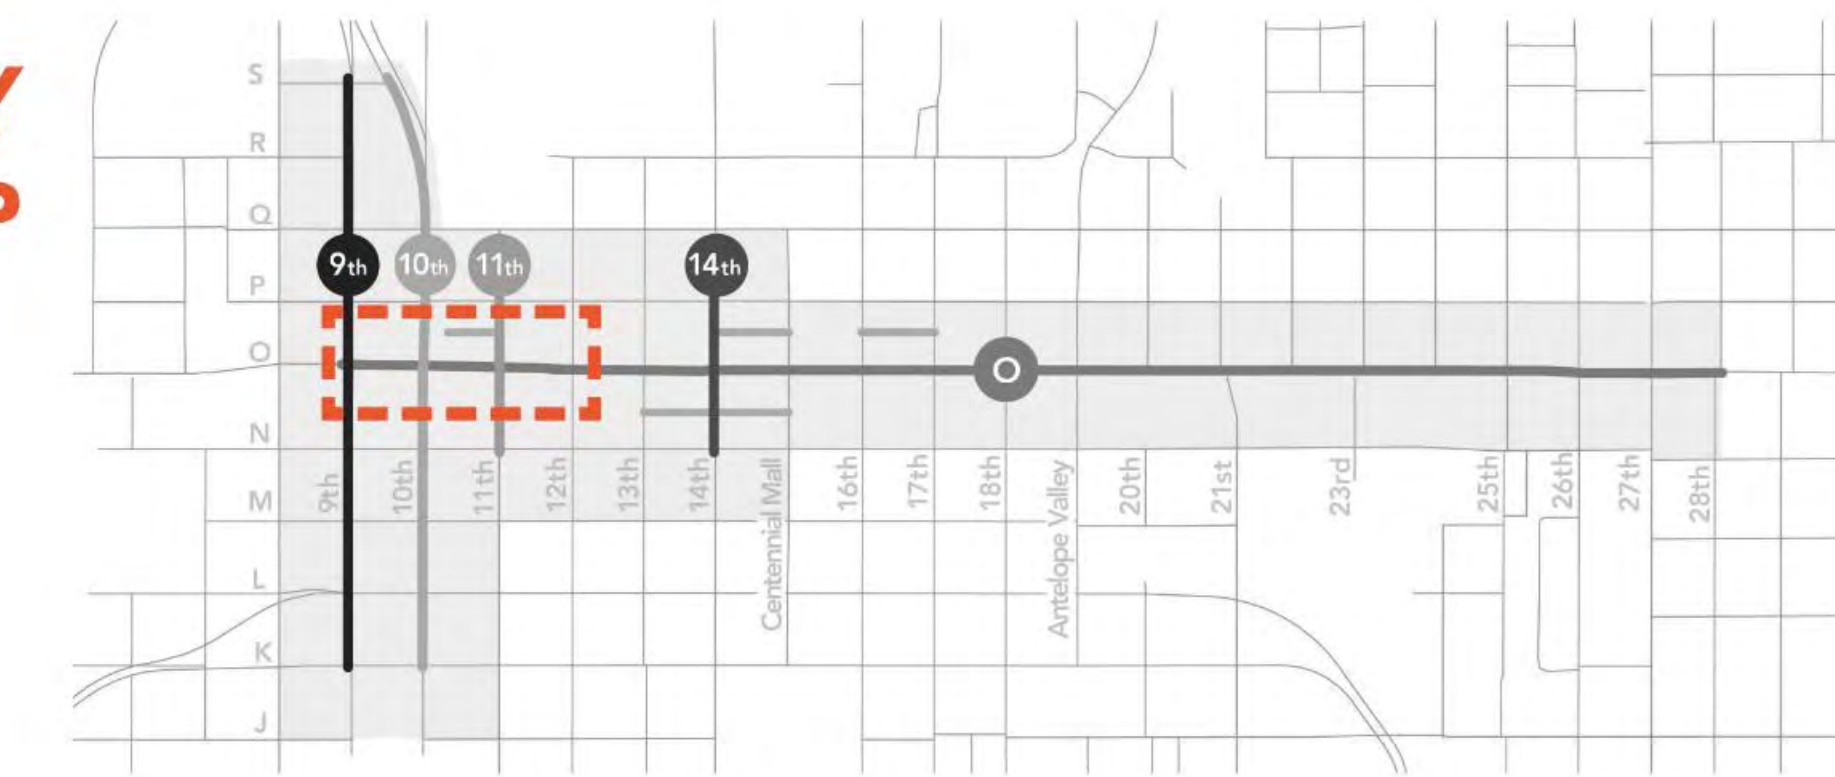 Y
S
R
Q
9th
10th
11th
14th
P
O
O
N
9th
10th
11th
12th
13th
14th
Centennial Mall
16th
17th
18th
Antelope Valley
20th
21st
23rd
25th
26th
27th
28th
M
L
K
J